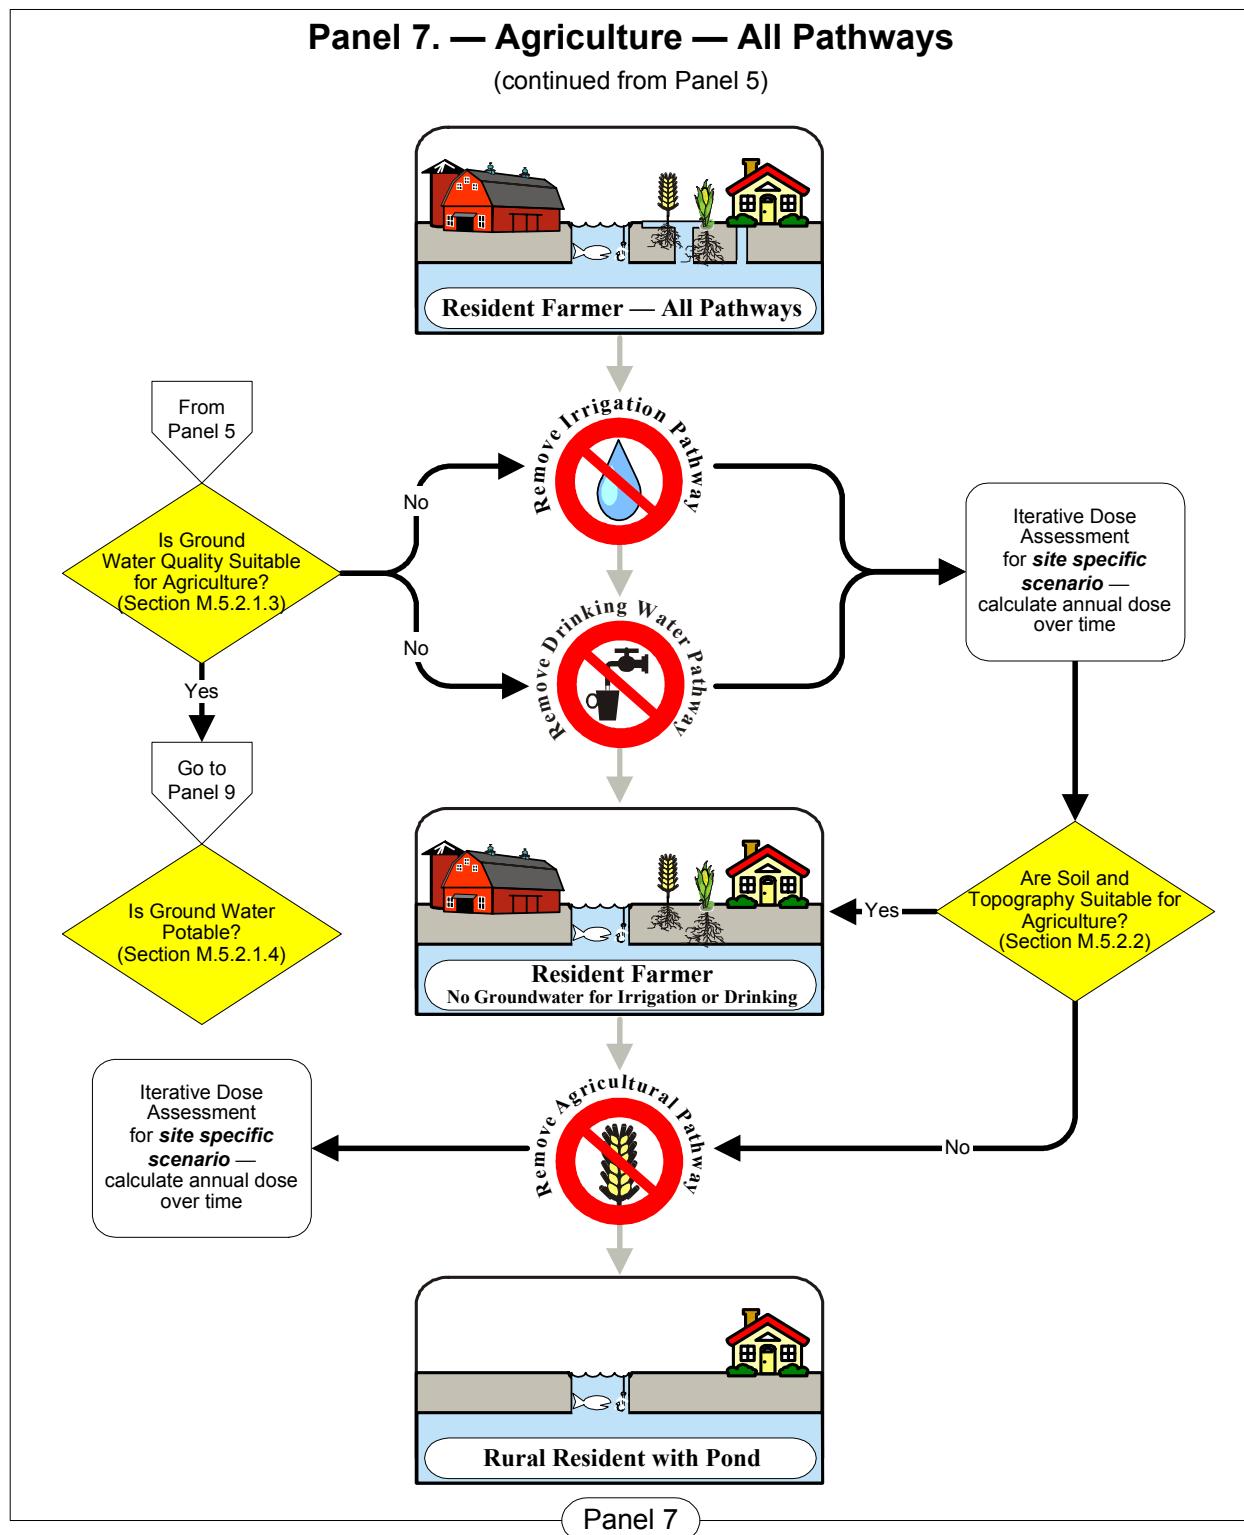 Panel 7. — Agriculture — All Pathways
(continued from Panel 5)
Resident Farmer — All Pathways
From
Panel 5
Remove Irrigation Pathway
No
Is Ground
Water Quality Suitable
for Agriculture?
(Section M.5.2.1.3)
Iterative Dose
Assessment
for site specific
scenario —
calculate annual dose
over time
No
Remove Drinking Water Pathway
Yes
Go to
Panel 9
Is Ground Water
Potable?
(Section M.5.2.1.4)
Are Soil and
Topography Suitable for
Agriculture?
(Section M.5.2.2)
Yes
Resident Farmer
No Groundwater for Irrigation or Drinking
Iterative Dose
Assessment
for site specific
scenario —
calculate annual dose
over time
Remove Agricultural Pathway
No
Rural Resident with Pond
Panel 7